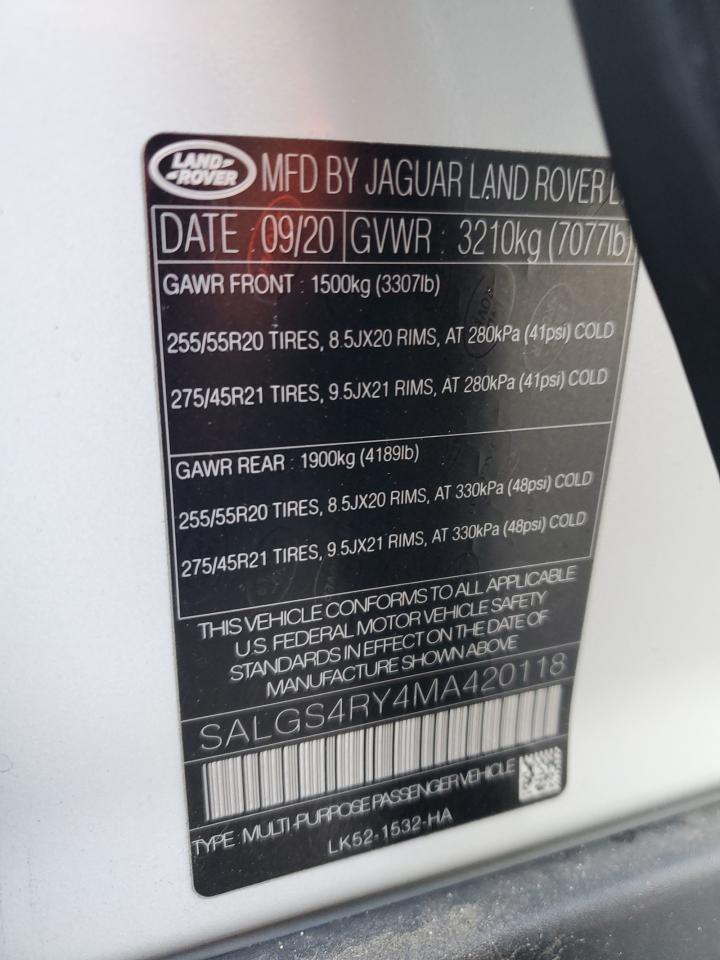 LAND-
-ROVER
MFD BY JAGUAR LAND ROVER
DATE : 09/20 GVWR : 3210kg (7077lb)
GAWR FRONT : 1500kg (3307lb)
255/55R20 TIRES, 8.5JX20 RIMS, AT 280kPa (41psi) COLD
275/45R21 TIRES, 9.5JX21 RIMS, AT 280kPa (41psi) COLD
GAWR REAR : 1900kg (4189lb)
255/55R20 TIRES, 8.5JX20 RIMS, AT 330kPa (48psi) COLD
275/45R21 TIRES, 9.5JX21 RIMS, AT 330kPa (48psi) COLD
THIS VEHICLE CONFORMS TO ALL APPLICABLE
U.S. FEDERAL MOTOR VEHICLE SAFETY
STANDARDS IN EFFECT ON THE DATE OF
MANUFACTURE SHOWN ABOVE
SALGS4RY4MA420118
TYPE : MULTI-PURPOSE PASSENGER VEHICLE
LK52-1532-HA